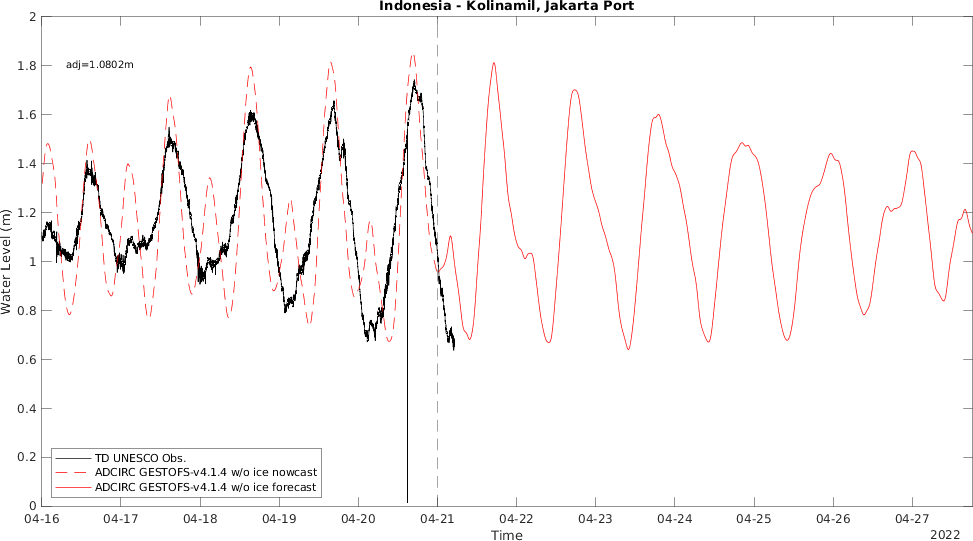 Indonesia - Kolinamil, Jakarta Port
2
1.8
1.6
1.4
1.2
1
0.8
0.6
0.4
0.2
0
Water Level (m)
adj=1.0802m
TD UNESCO Obs.
ADCIRC GESTOFS-v4.1.4 w/o ice nowcast
ADCIRC GESTOFS-v4.1.4 w/o ice forecast
04-16 04-17 04-18 04-19 04-20 04-21 04-22 04-23 04-24 04-25 04-26 04-27
Time
2022